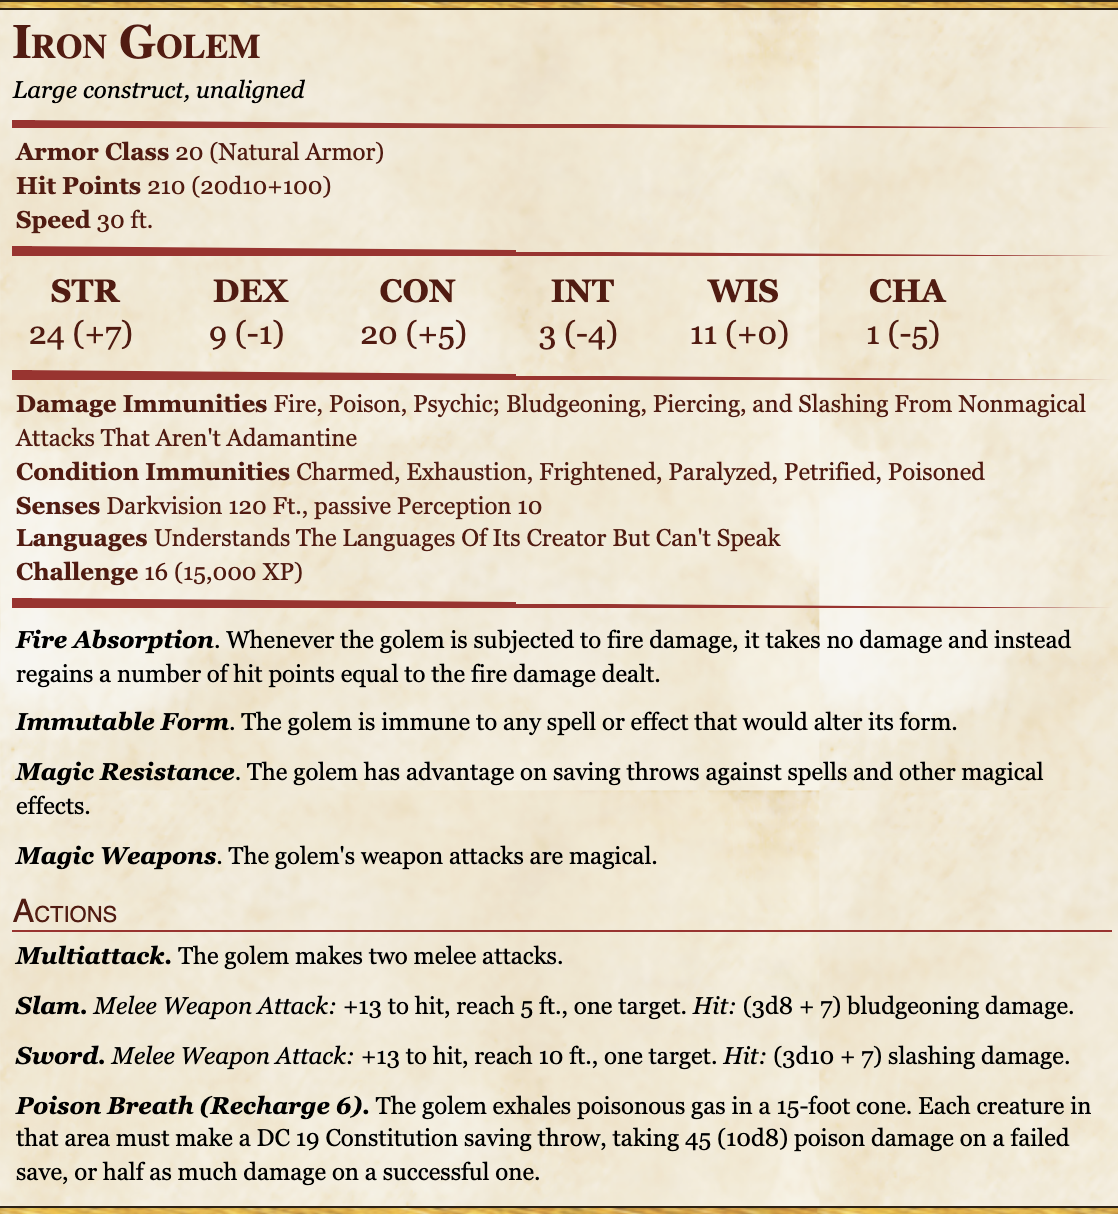 Iron Golem
Large construct, unaligned
Armor Class 20 (Natural Armor)
Hit Points 210 (20d10+100)
Speed 30 ft.
STR DEX CON INT WIS CHA
24 (+7) 9 (-1) 20 (+5) 3 (-4) 11 (+0) 1 (-5)
Damage Immunities Fire, Poison, Psychic; Bludgeoning, Piercing, and Slashing From Nonmagical
Attacks That Aren't Adamantine
Condition Immunities Charmed, Exhaustion, Frightened, Paralyzed, Petrified, Poisoned
Senses Darkvision 120 Ft., passive Perception 10
Languages Understands The Languages Of Its Creator But Can't Speak
Challenge 16 (15,000 XP)
Fire Absorption. Whenever the golem is subjected to fire damage, it takes no damage and instead
regains a number of hit points equal to the fire damage dealt.
Immutable Form. The golem is immune to any spell or effect that would alter its form.
Magic Resistance. The golem has advantage on saving throws against spells and other magical
effects.
Magic Weapons. The golem's weapon attacks are magical.
Actions
Multiattack. The golem makes two melee attacks.
Slam. Melee Weapon Attack: +13 to hit, reach 5 ft., one target. Hit: (3d8 + 7) bludgeoning damage.
Sword. Melee Weapon Attack: +13 to hit, reach 10 ft., one target. Hit: (3d10 + 7) slashing damage.
Poison Breath (Recharge 6). The golem exhales poisonous gas in a 15-foot cone. Each creature in
that area must make a DC 19 Constitution saving throw, taking 45 (10d8) poison damage on a failed
save, or half as much damage on a successful one.